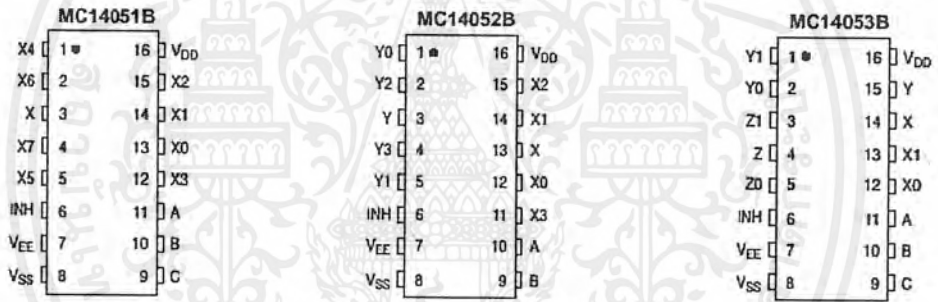 MC14051B
X4 1 16 VDD
X6 2 15 X2
X 3 14 X1
X7 4 13 X0
X5 5 12 X3
INH 6 11 A
VEE 7 10 B
VSS 8 9 C
MC14052B
Y0 1 16 VDD
Y2 2 15 X2
Y 3 14 X1
Y3 4 13 X
Y1 5 12 X0
INH 6 11 X3
VEE 7 10 A
VSS 8 9 B
MC14053B
Y1 1 16 VDD
Y0 2 15 Y
Z1 3 14 X
Z 4 13 X1
Z0 5 12 X0
INH 6 11 A
VEE 7 10 B
VSS 8 9 C